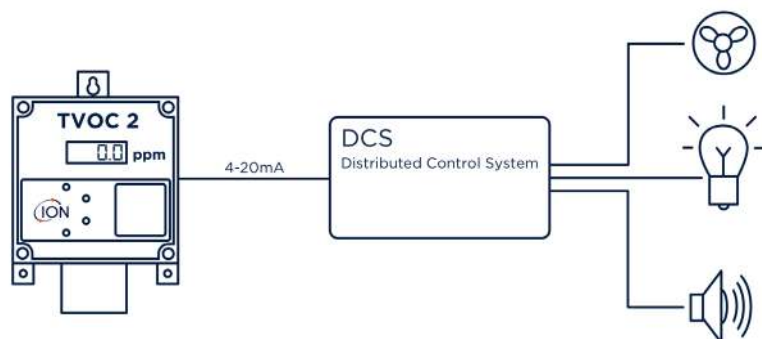 TVOC 2
0.0 ppm
ION
4-20mA
DCS
Distributed Control System